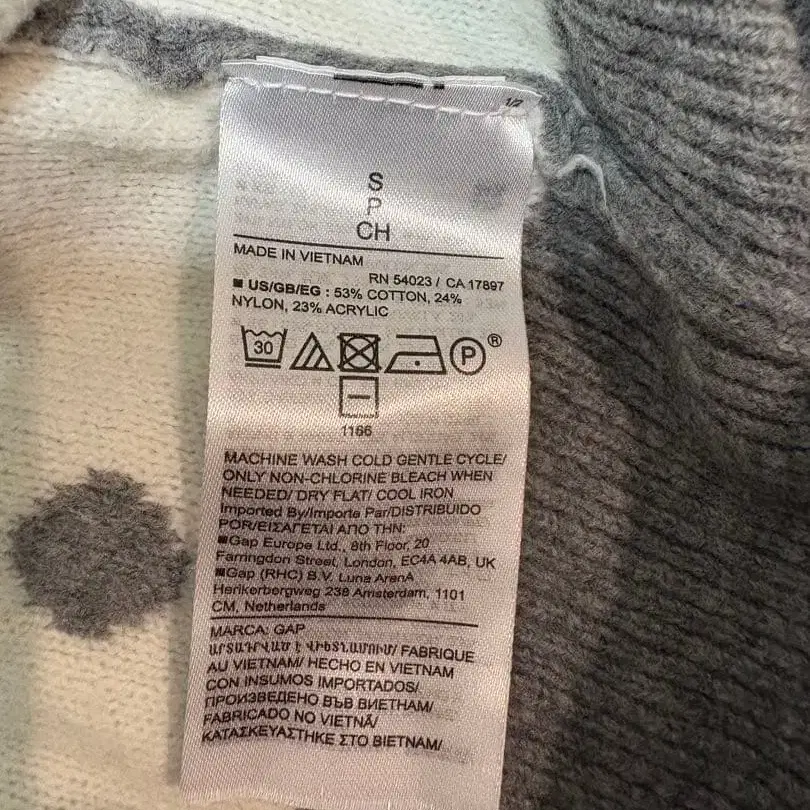 1/2
S
P
CH
MADE IN VIETNAM
RN 54023 / CA 17897
US/GB/EG : 53% COTTON, 24%
NYLON, 23% ACRYLIC
30
P ®
1166
MACHINE WASH COLD GENTLE CYCLE/
ONLY NON-CHLORINE BLEACH WHEN
NEEDED/ DRY FLAT/ COOL IRON
Imported By/Importe Par/DISTRIBUIDO
POR/ΕΙΣΑΓΕΤΑΙ ΑΠΟ ΤΗΝ:
■Gap Europe Ltd., 8th Floor, 20
Farringdon Street, London, EC4A 4AB, UK
■Gap (RHC) B.V. Luna ArenA
Herikerbergweg 238 Amsterdam, 1101
CM, Netherlands
MARCA: GAP
ԱՐՏԱԴՐՎԱԾ Է ՎԻԵՏՆԱՄՈՒՄ/ FABRIQUE
AU VIETNAM/ HECHO EN VIETNAM
CON INSUMOS IMPORTADOS/
ПРОИЗВЕДЕНО ВЪВ ВИЕТНАМ/
FABRICADO NO VIETNÃ/
ΚΑΤΑΣΚΕΥΑΣΤΗΚΕ ΣΤΟ ΒΙΕΤΝΑΜ/